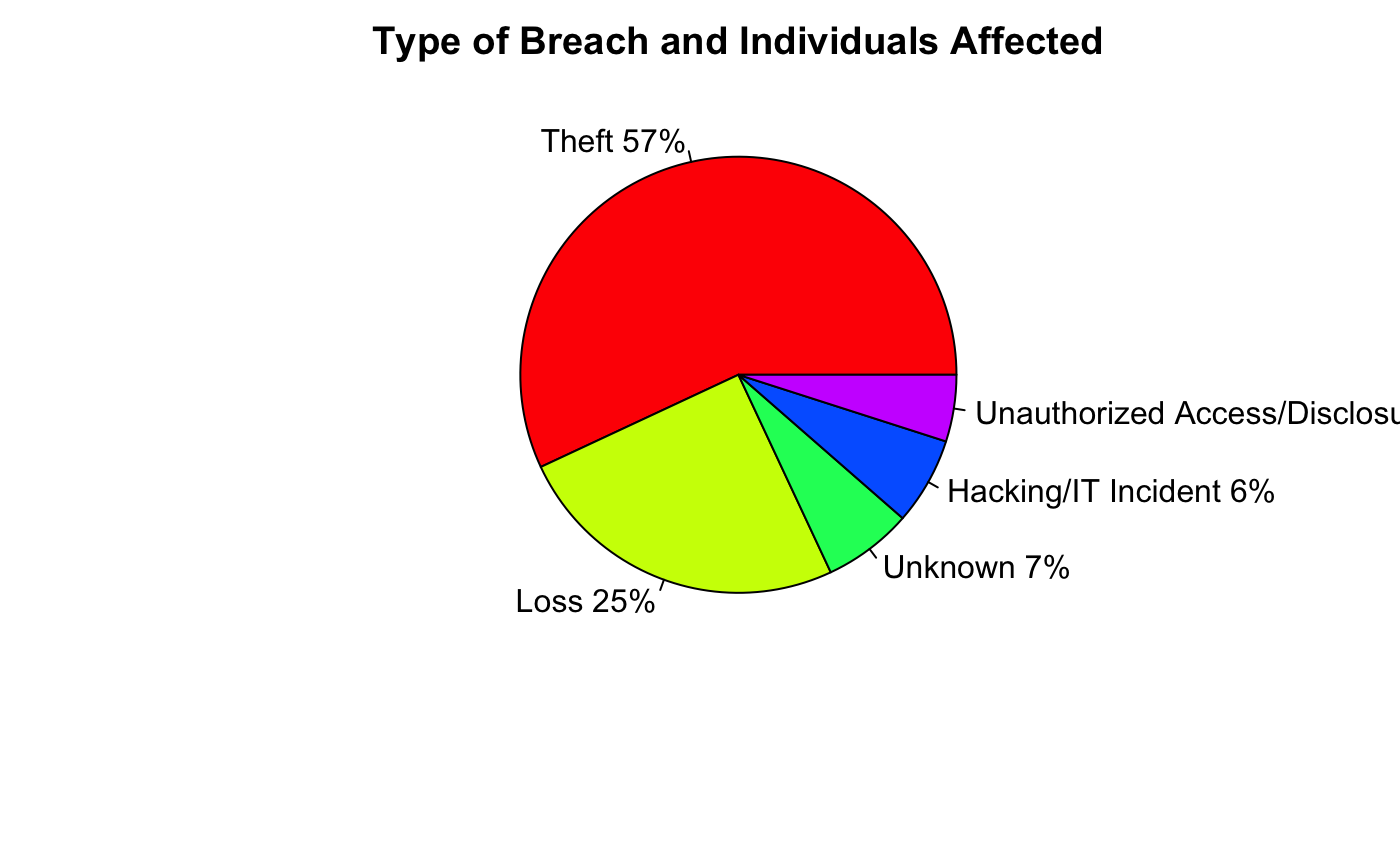 Type of Breach and Individuals Affected
Theft 57%
Unauthorized Access/Disclosu
Hacking/IT Incident 6%
Unknown 7%
Loss 25%